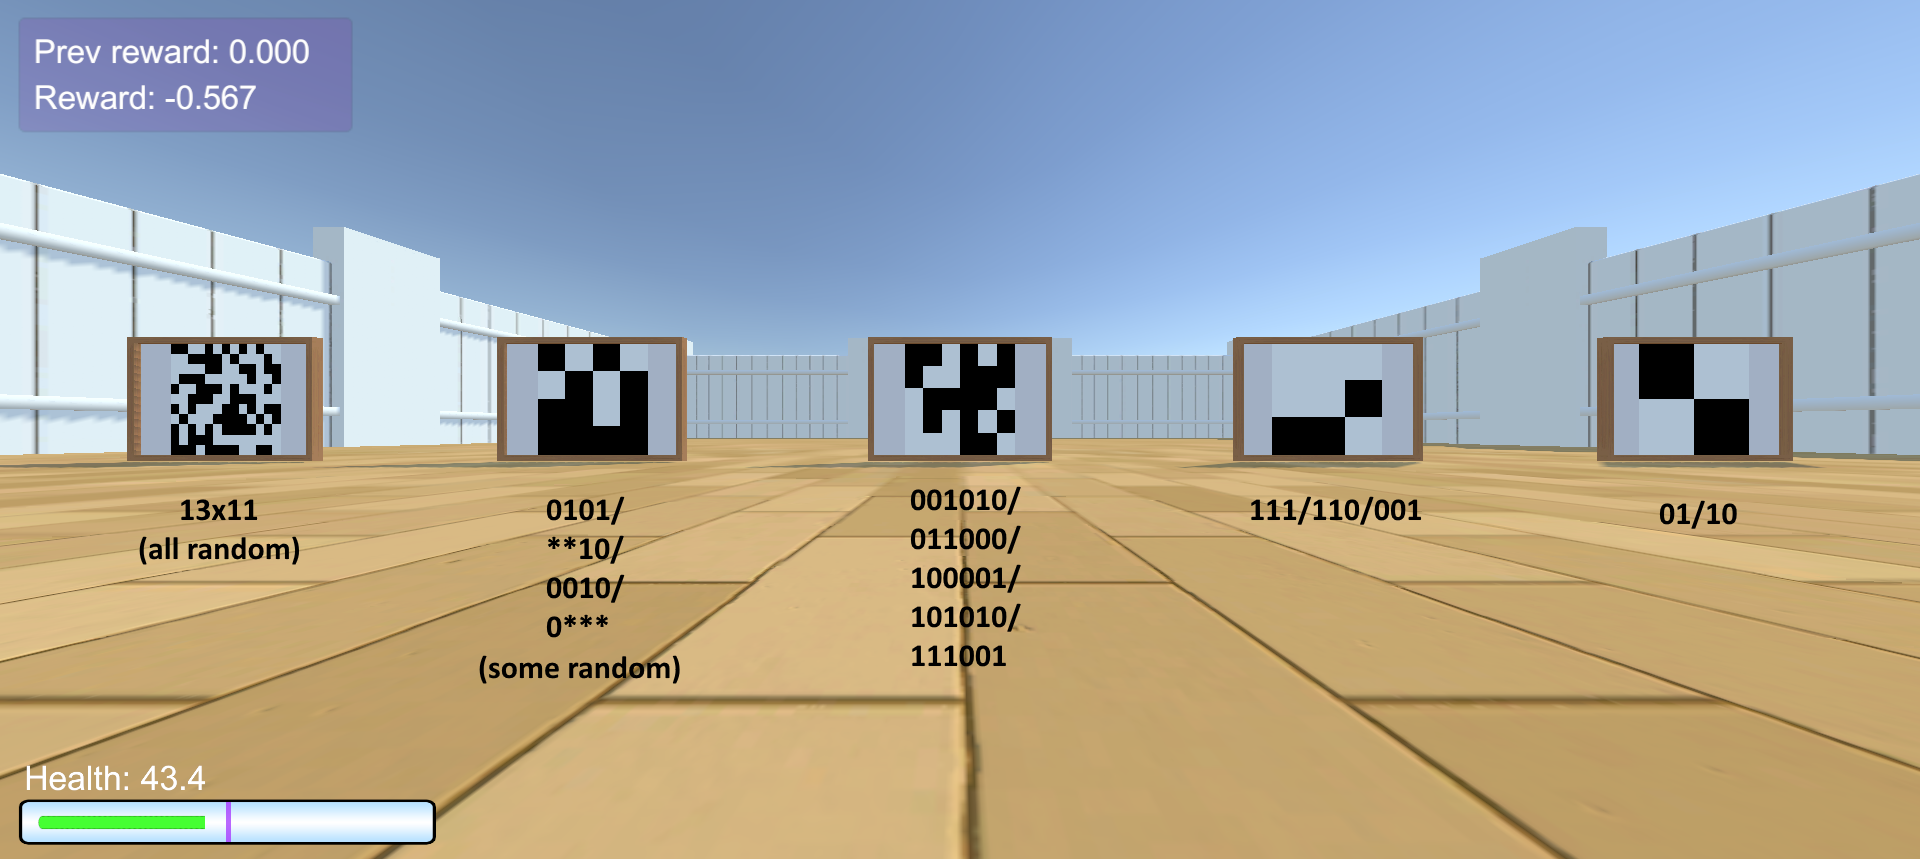 Prev reward: 0.000
Reward: -0.567
13x11
(all random)
0101/
**10/
0010/
0***
(some random)
001010/
011000/
100001/
101010/
111001
111/110/001
01/10
Health: 43.4